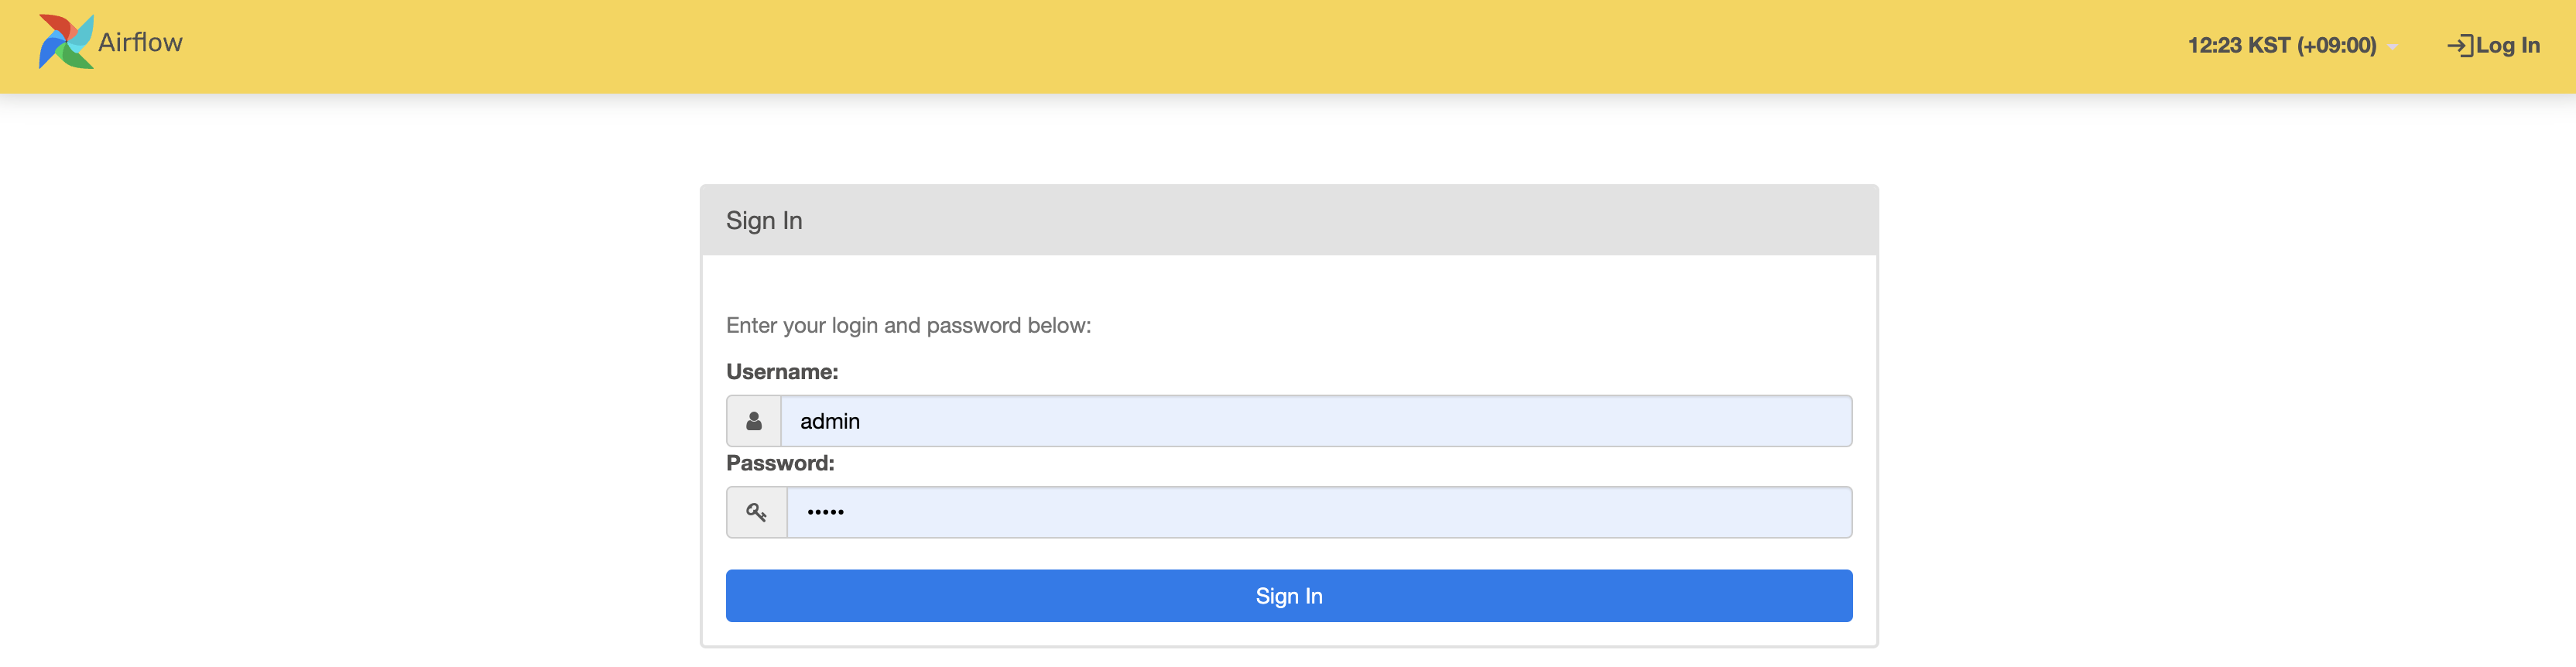 Airflow
12:23 KST (+09:00)
Log In
Sign In
Enter your login and password below:
Username:
admin
Password:
•••••
Sign In